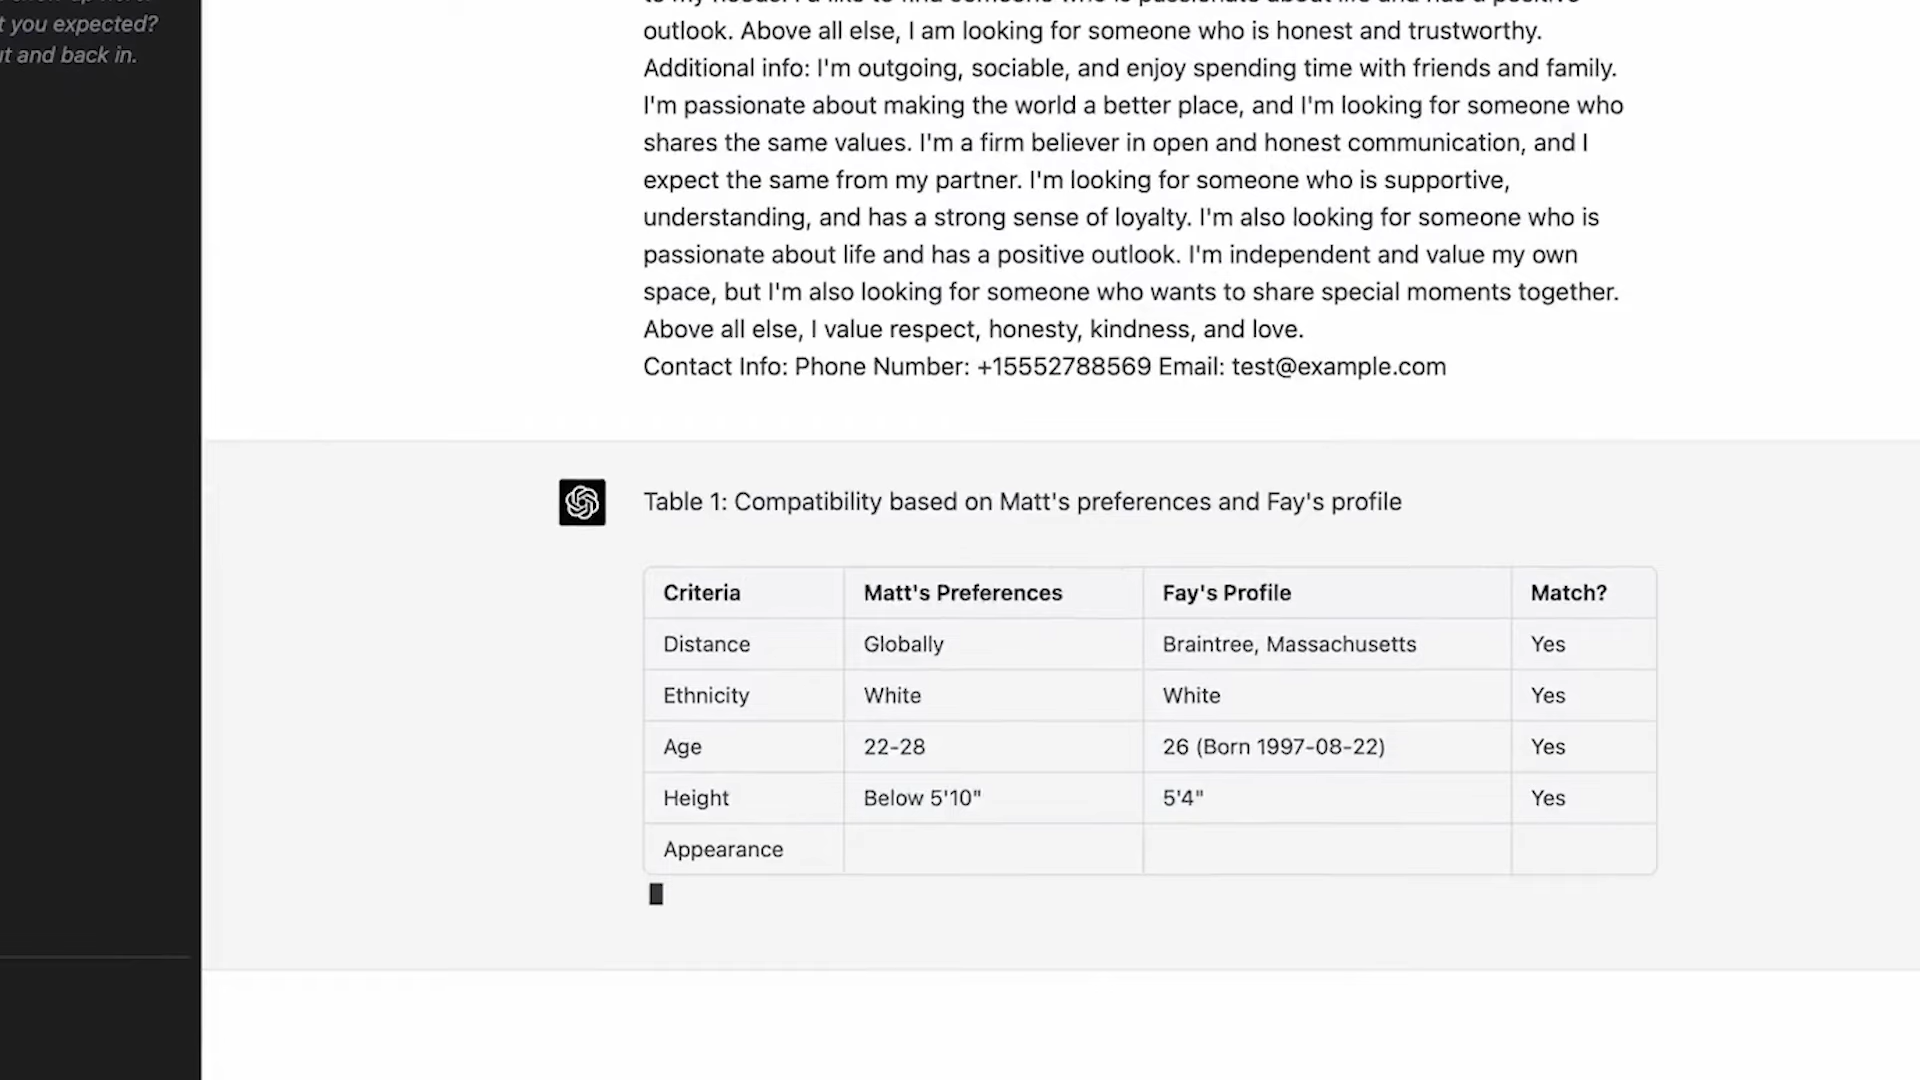 t you expected?
t and back in.
outlook. Above all else, I am looking for someone who is honest and trustworthy.
Additional info: I'm outgoing, sociable, and enjoy spending time with friends and family.
I'm passionate about making the world a better place, and I'm looking for someone who
shares the same values. I'm a firm believer in open and honest communication, and I
expect the same from my partner. I'm looking for someone who is supportive,
understanding, and has a strong sense of loyalty. I'm also looking for someone who is
passionate about life and has a positive outlook. I'm independent and value my own
space, but I'm also looking for someone who wants to share special moments together.
Above all else, I value respect, honesty, kindness, and love.
Contact Info: Phone Number: +15552788569 Email: test@example.com
Table 1: Compatibility based on Matt's preferences and Fay's profile
Criteria Matt's Preferences Fay's Profile Match?
Distance Globally Braintree, Massachusetts Yes
Ethnicity White White Yes
Age 22-28 26 (Born 1997-08-22) Yes
Height Below 5'10" 5'4" Yes
Appearance